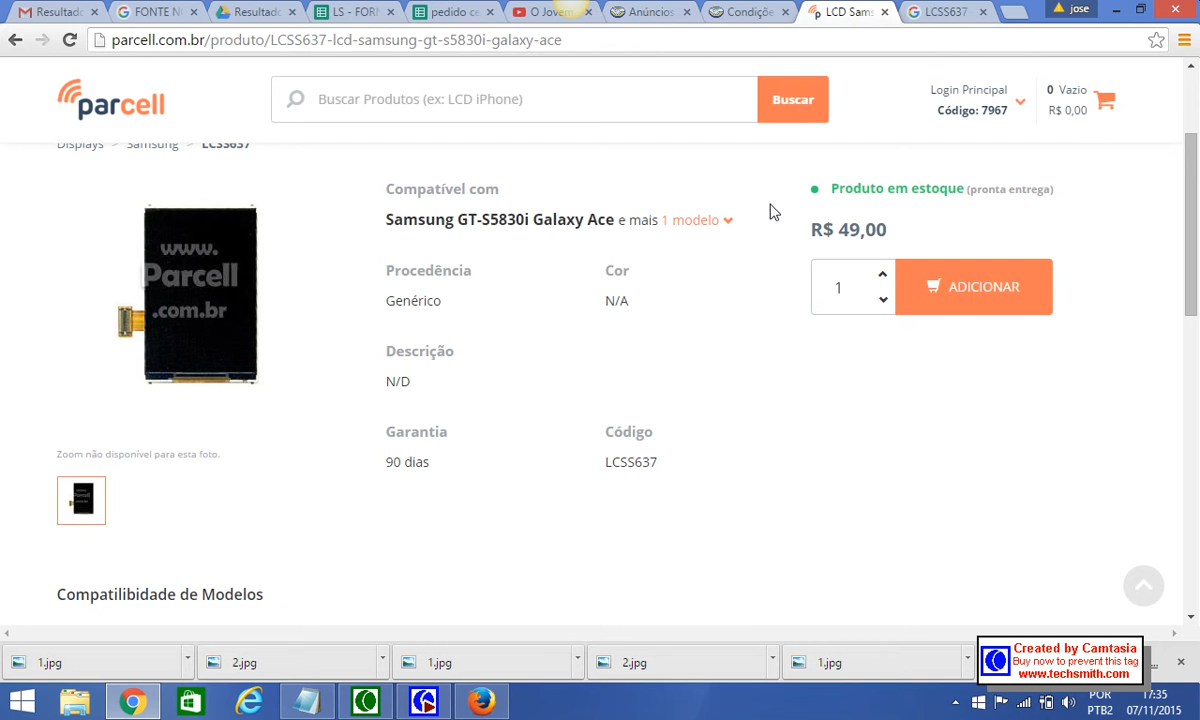 Resultado
FONTE N
Resultado
LS - FOR
pedido ce
O Jovem
Anúncios
Condiçõe
LCD Sams
LCSS637
jose
parcell.com.br/produto/LCSS637-lcd-samsung-gt-s5830i-galaxy-ace
parcell
Buscar Produtos (ex: LCD iPhone)
Buscar
Login Principal
Código: 7967
0 Vazio
R$ 0,00
Displays > Samsung > LCSS637
www.
Parcell
.com.br
Zoom não disponível para esta foto.
Compatível com
Samsung GT-S5830i Galaxy Ace e mais 1 modelo
Procedência
Cor
Genérico
N/A
Descrição
N/D
Garantia
Código
90 dias
LCSS637
Produto em estoque (pronta entrega)
R$ 49,00
1
ADICIONAR
Compatilibidade de Modelos
1.jpg
2.jpg
1.jpg
2.jpg
1.jpg
Created by Camtasia
Buy now to prevent this tag
www.techsmith.com
POR
PTB2
17:35
07/11/2015